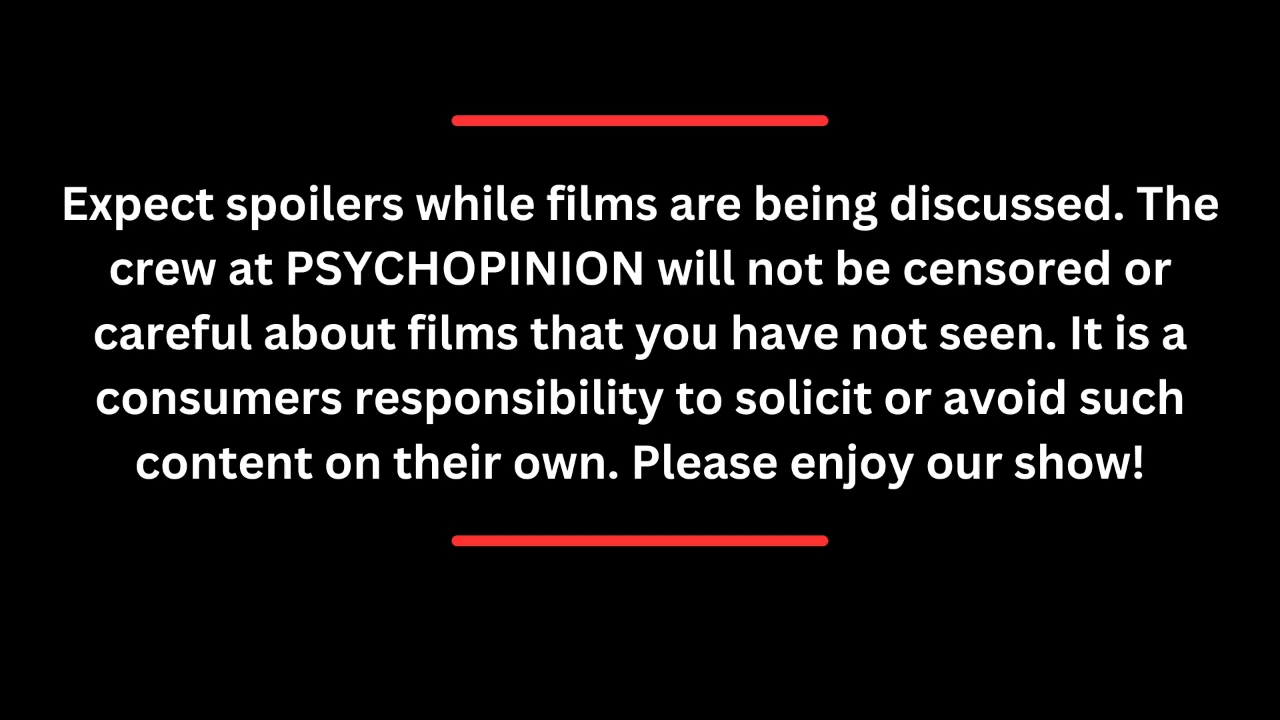 Expect spoilers while films are being discussed. The
crew at PSYCHOPINION will not be censored or
careful about films that you have not seen. It is a
consumers responsibility to solicit or avoid such
content on their own. Please enjoy our show!